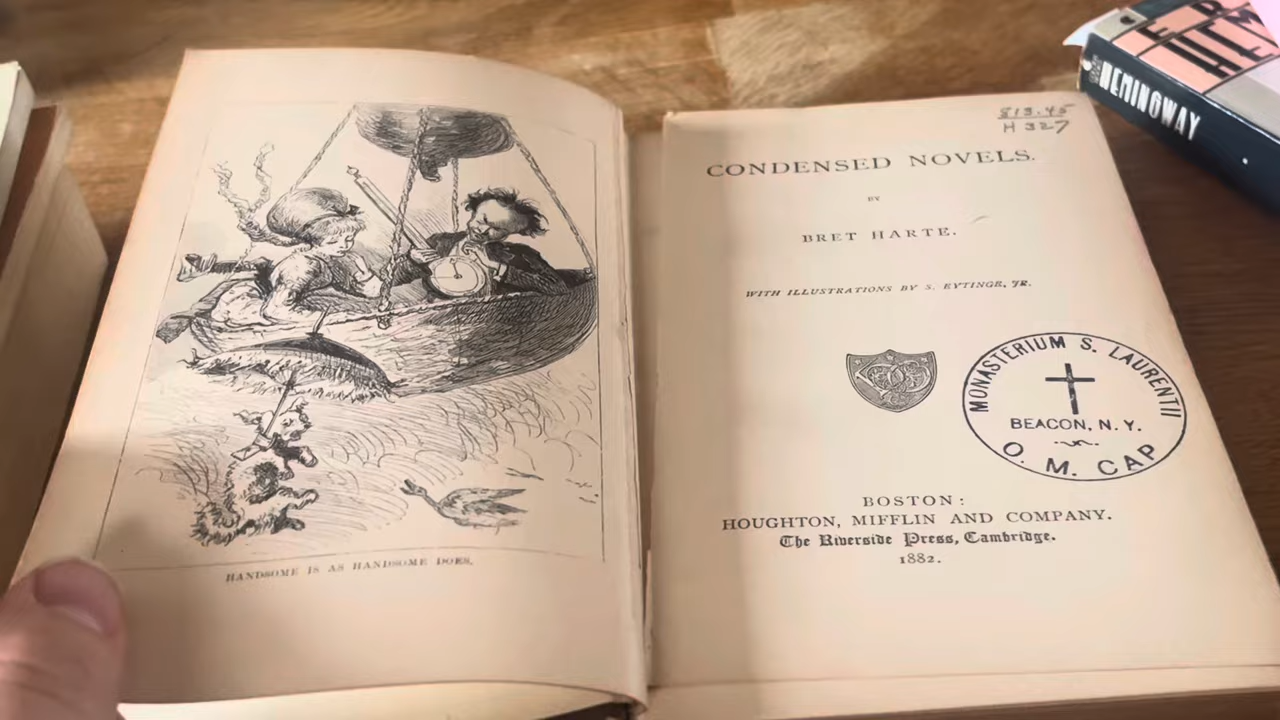 HANDSOME IS AS HANDSOME DOES.
813.45
H 327
CONDENSED NOVELS.
BY
BRET HARTE.
WITH ILLUSTRATIONS BY S. EYTINGE, JR.
MONASTERIUM S. LAURENTII
BEACON, N. Y.
O. M. CAP
BOSTON:
HOUGHTON, MIFFLIN AND COMPANY.
The Riverside Press, Cambridge.
1882.
HEMINGWAY